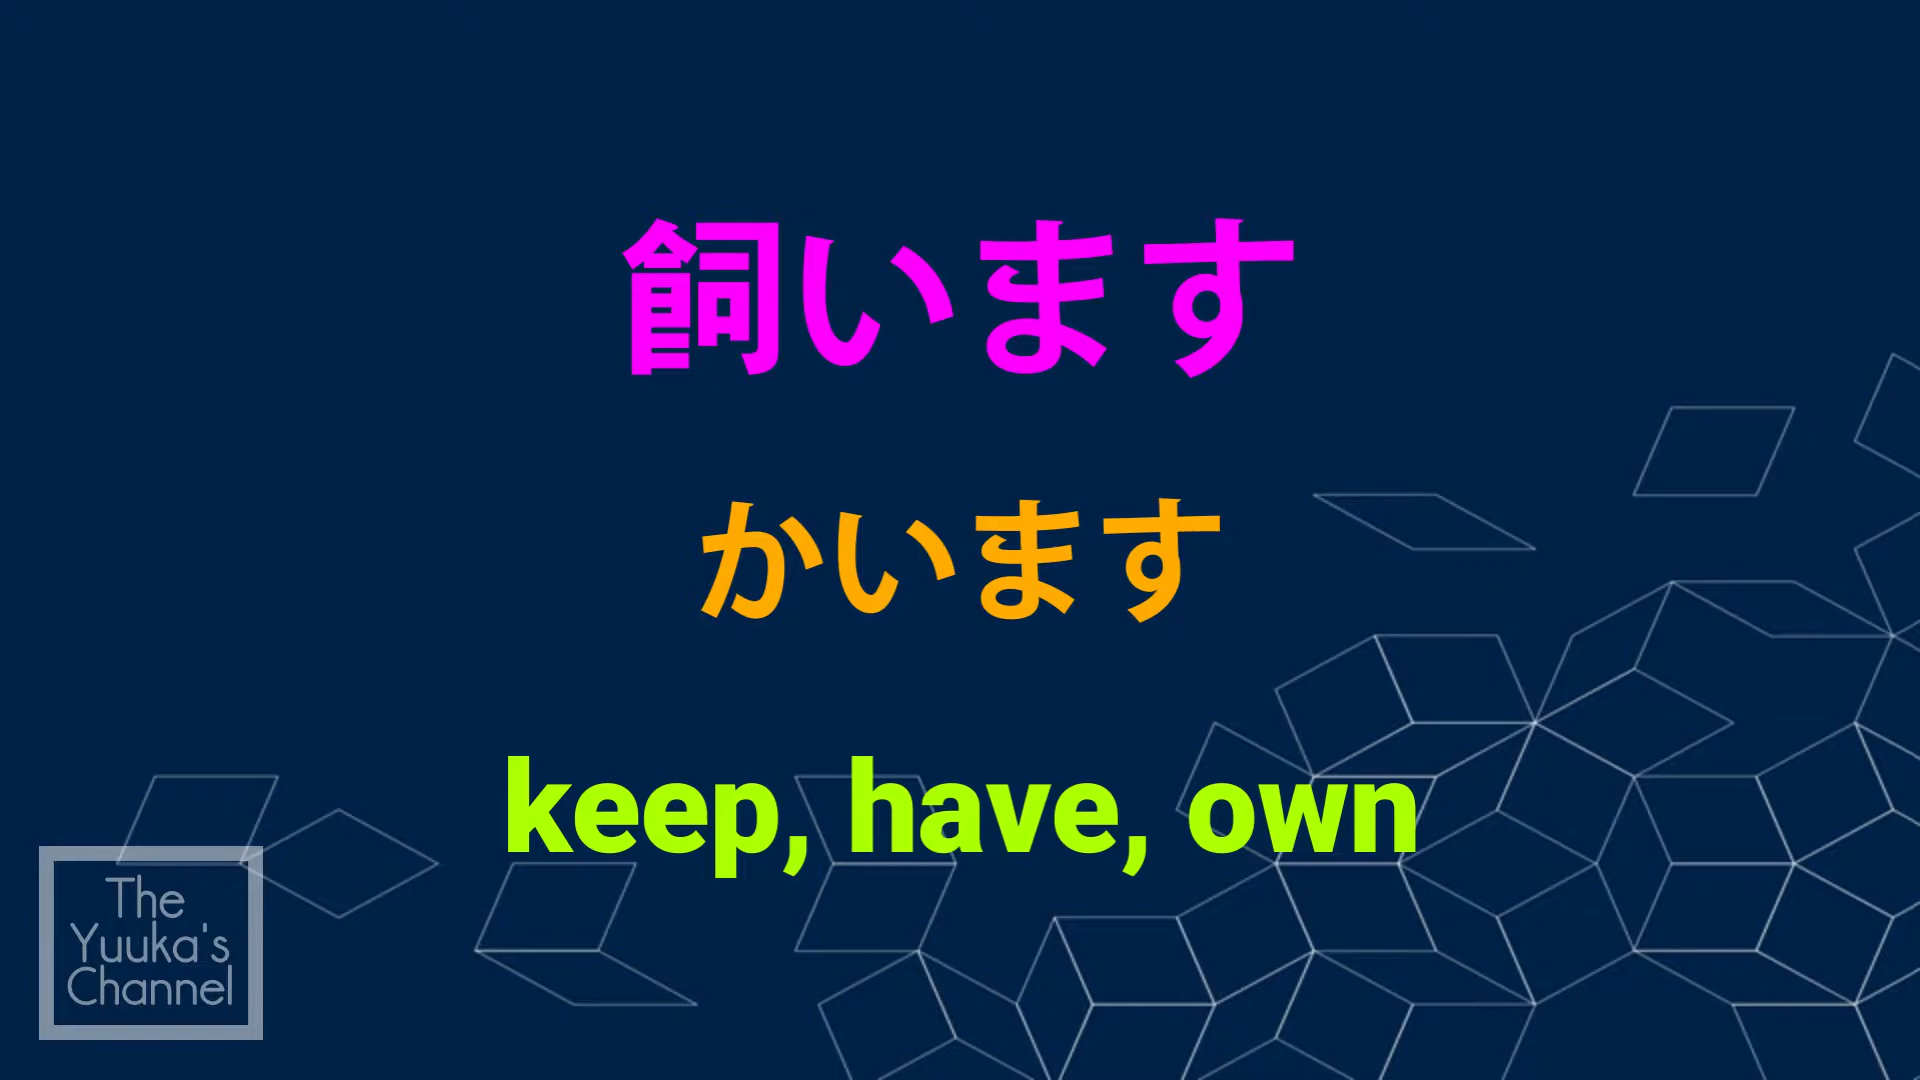 飼います
かいます
keep, have, own
The
Yuuka's
Channel